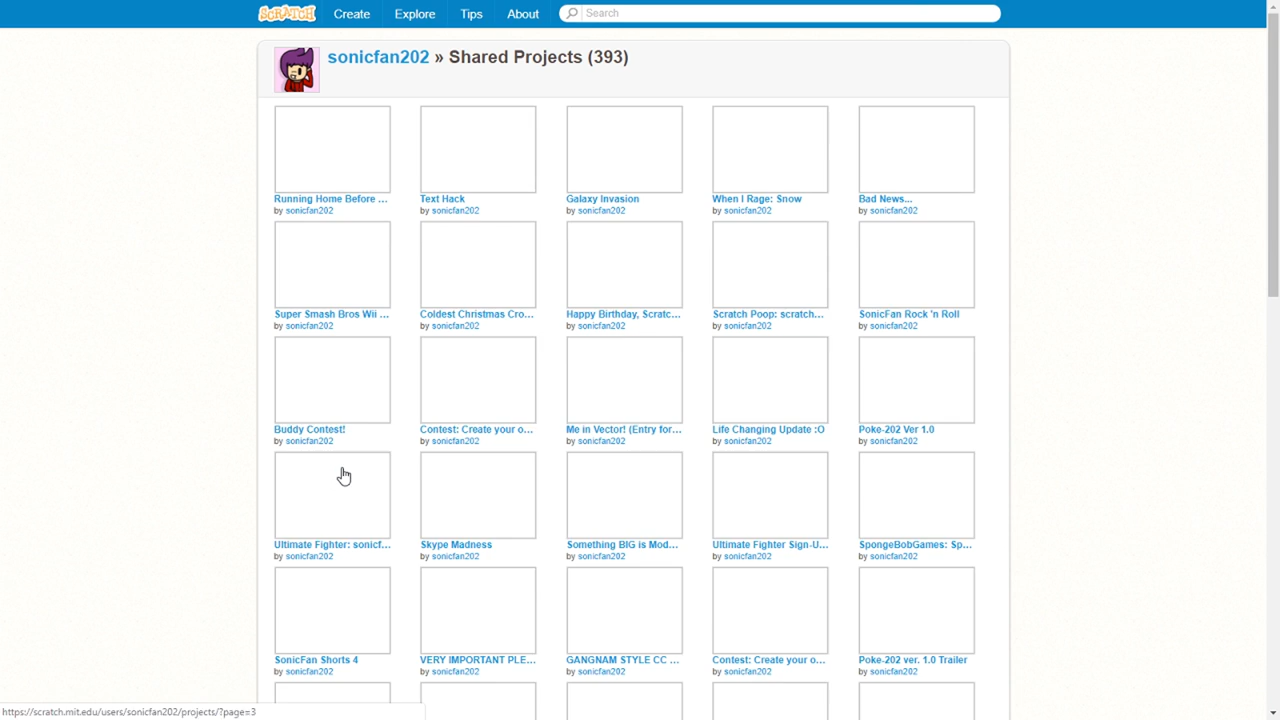 SCRATCH Create Explore Tips About Search
sonicfan202 » Shared Projects (393)
Running Home Before ... Text Hack Galaxy Invasion When I Rage: Snow Bad News...
by sonicfan202 by sonicfan202 by sonicfan202 by sonicfan202 by sonicfan202
Super Smash Bros Wii ... Coldest Christmas Cro... Happy Birthday, Scratc... Scratch Poop: scratch... SonicFan Rock 'n Roll
by sonicfan202 by sonicfan202 by sonicfan202 by sonicfan202 by sonicfan202
Buddy Contest! Contest: Create your o... Me in Vector! (Entry for... Life Changing Update :O Poke-202 Ver 1.0
by sonicfan202 by sonicfan202 by sonicfan202 by sonicfan202 by sonicfan202
Ultimate Fighter: sonicf... Skype Madness Something BIG is Mod... Ultimate Fighter Sign-U... SpongeBobGames: Sp...
by sonicfan202 by sonicfan202 by sonicfan202 by sonicfan202 by sonicfan202
SonicFan Shorts 4 VERY IMPORTANT PLE... GANGNAM STYLE CC ... Contest: Create your o... Poke-202 ver. 1.0 Trailer
by sonicfan202 by sonicfan202 by sonicfan202 by sonicfan202 by sonicfan202
https://scratch.mit.edu/users/sonicfan202/projects/?page=3